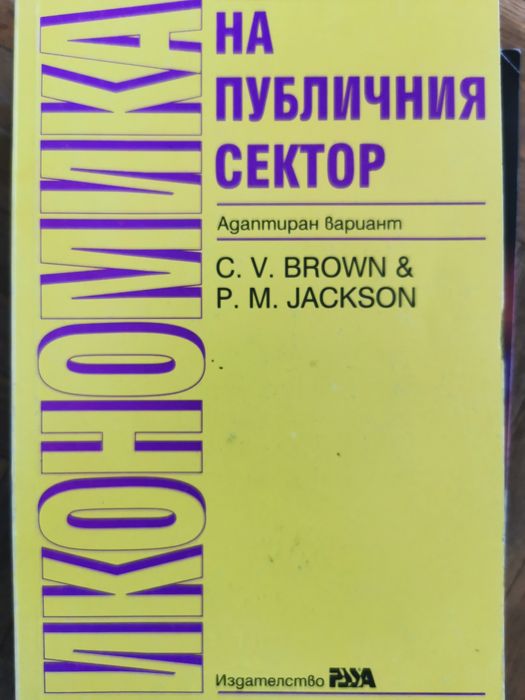 ИКОНОМИКА
НА
ПУБЛИЧНИЯ
СЕКТОР
Адаптиран вариант
C. V. BROWN &
P. M. JACKSON
Издателство